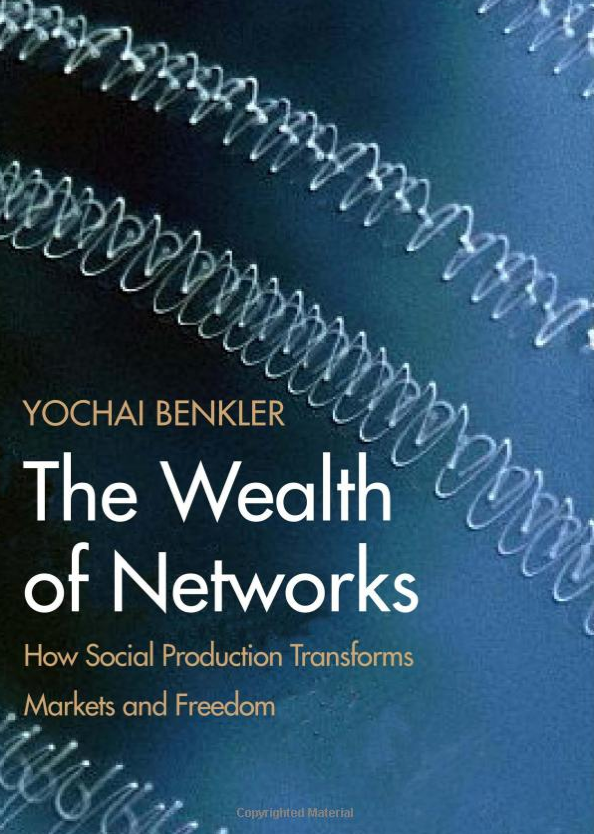 YOCHAI BENKLER
The Wealth
of Networks
How Social Production Transforms
Markets and Freedom
Copyrighted Material